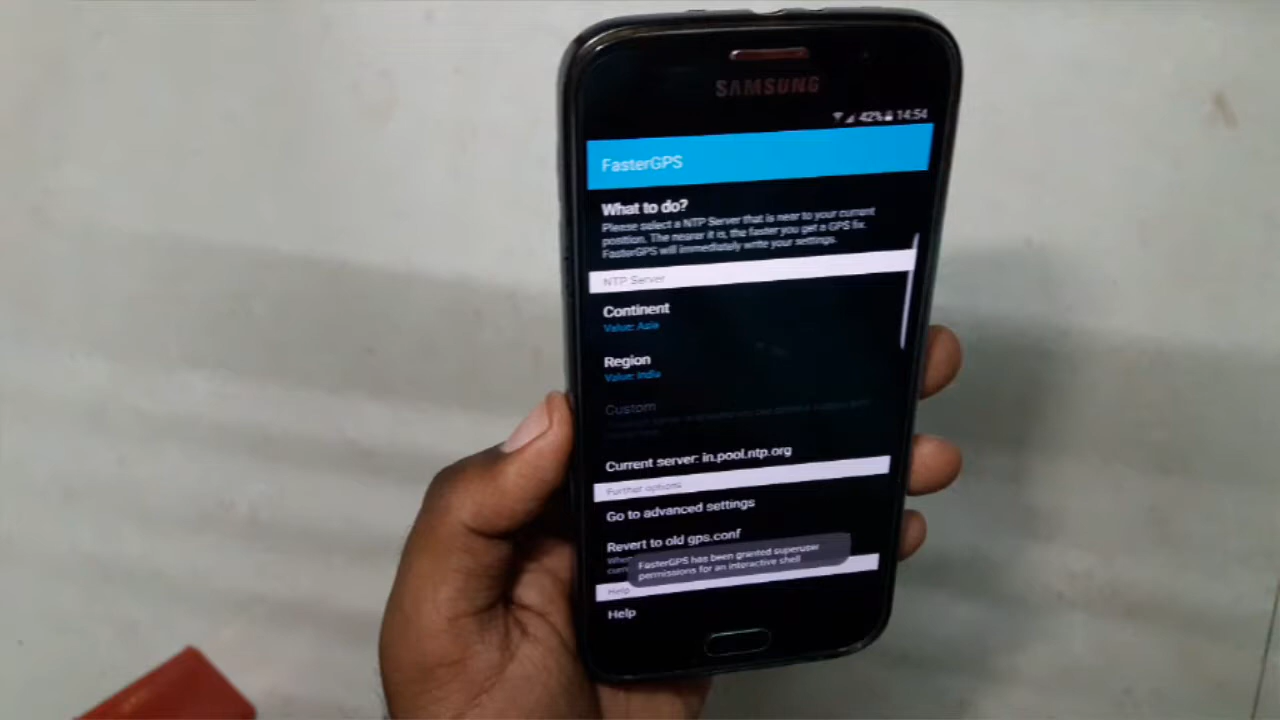 SAMSUNG
42% 14:54
FasterGPS
What to do?
Please select a NTP Server that is near to your current
position. The nearer it is, the faster you get a GPS fix.
FasterGPS will immediately write your settings.
NTP Server
Continent
Value: Asia
Region
Value: India
Custom
Current server: in.pool.ntp.org
Further options
Go to advanced settings
Revert to old gps.conf
FasterGPS has been granted superuser
permissions for an interactive shell
Help
Help